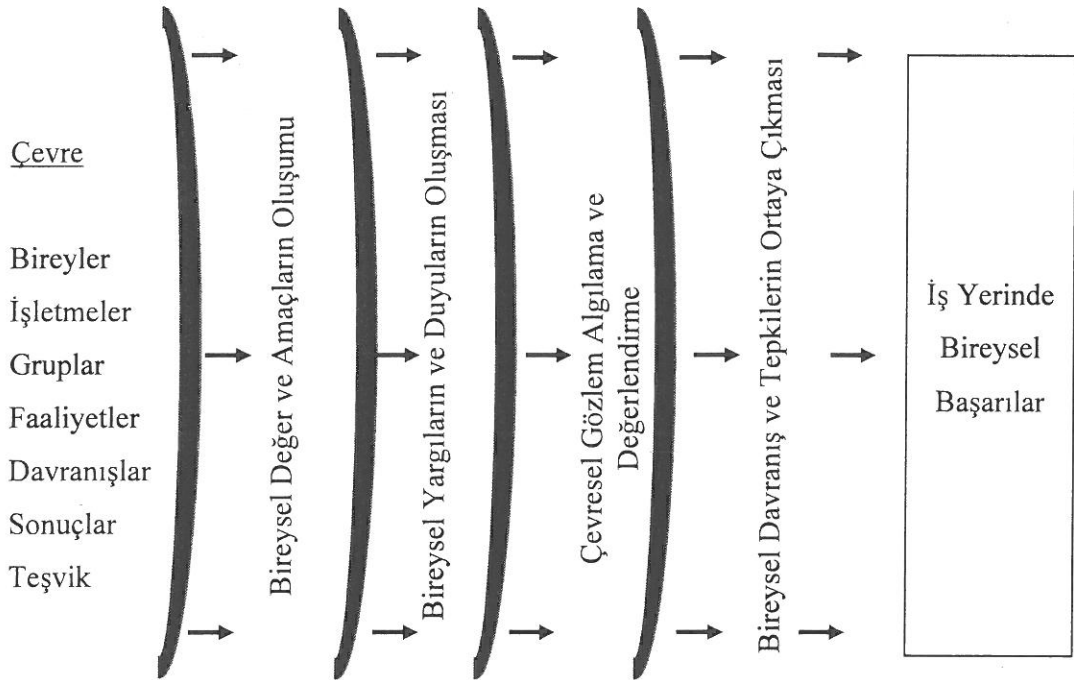 Çevre
Bireyler
İşletmeler
Gruplar
Faaliyetler
Davranışlar
Sonuçlar
Teşvik
Bireysel Değer ve Amaçların Oluşumu
Bireysel Yargıların ve Duyuların Oluşması
Çevresel Gözlem Algılama ve
Değerlendirme
Bireysel Davranış ve Tepkilerin Ortaya Çıkması
İş Yerinde
Bireysel
Başarılar